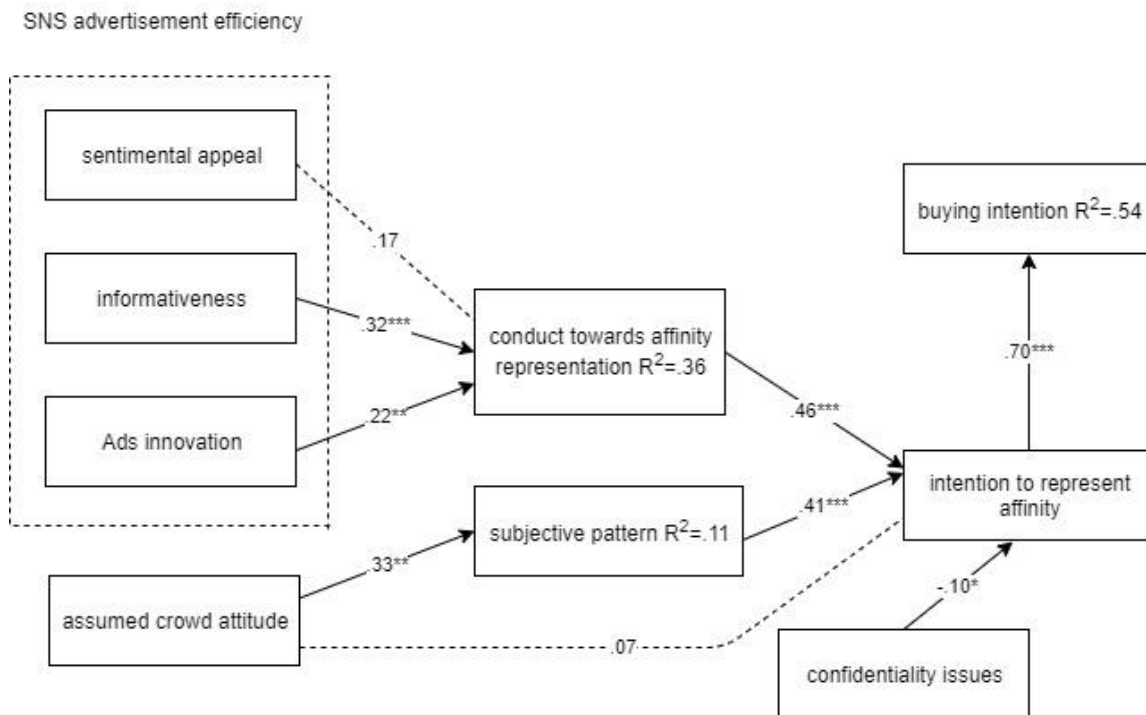 SNS advertisement efficiency
sentimental appeal
.17
informativeness
.32***
Ads innovation
.22**
conduct towards affinity
representation R²=.36
.46***
buying intention R²=.54
.70***
intention to represent
affinity
subjective pattern R²=.11
.41***
.33**
assumed crowd attitude
.07
-.10*
confidentiality issues